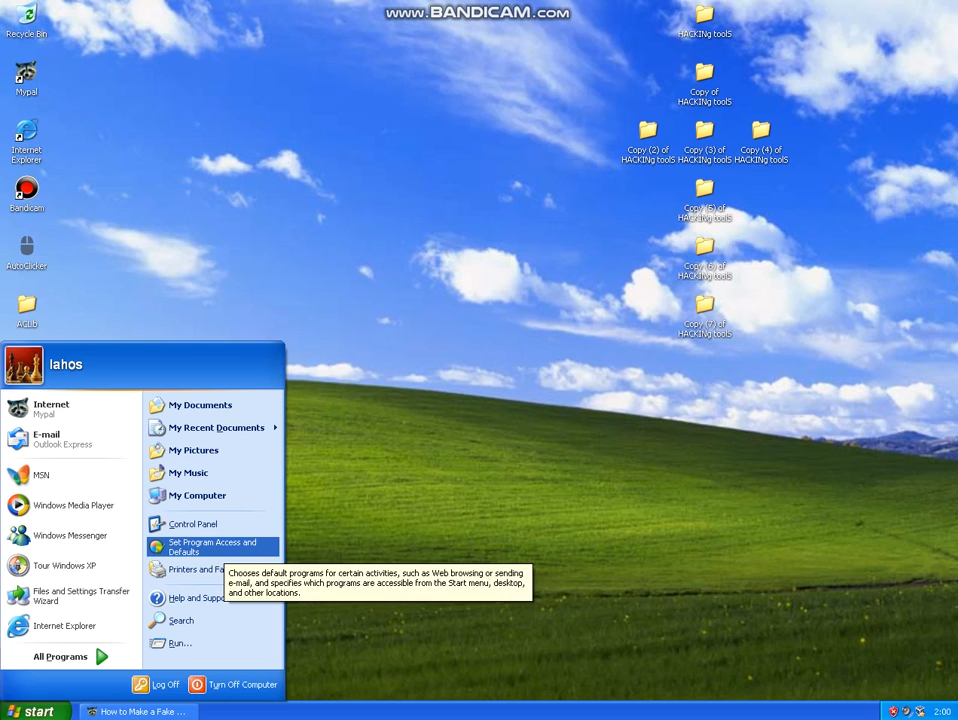 www.BANDICAM.com
Recycle Bin
Mypal
Internet
Explorer
Bandicam
AutoClicker
ACLib
HACKINg toolS
Copy of
HACKINg toolS
Copy (2) of
HACKINg toolS
Copy (3) of
HACKINg toolS
Copy (4) of
HACKINg toolS
Copy (5) of
HACKINg toolS
Copy (6) of
HACKINg toolS
Copy (7) of
HACKINg toolS
lahos
Internet
Mypal
E-mail
Outlook Express
MSN
Windows Media Player
Windows Messenger
Tour Windows XP
Files and Settings Transfer
Wizard
Internet Explorer
All Programs
My Documents
My Recent Documents
My Pictures
My Music
My Computer
Control Panel
Set Program Access and
Defaults
Printers and Fa
Help and Suppo
Search
Run...
Chooses default programs for certain activities, such as Web browsing or sending
e-mail, and specifies which programs are accessible from the Start menu, desktop,
and other locations.
Log Off
Turn Off Computer
start
How to Make a Fake ...
2:00